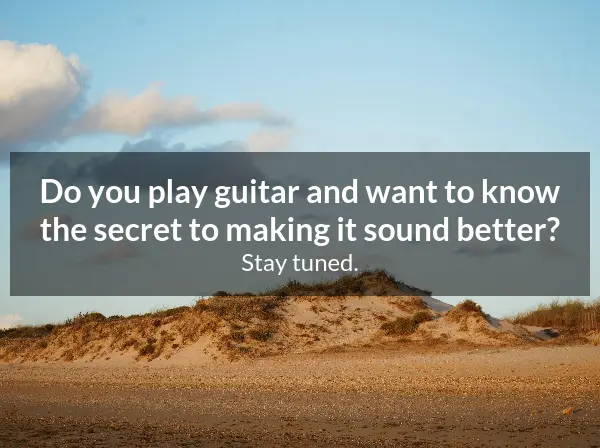 Do you play guitar and want to know
the secret to making it sound better?
Stay tuned.